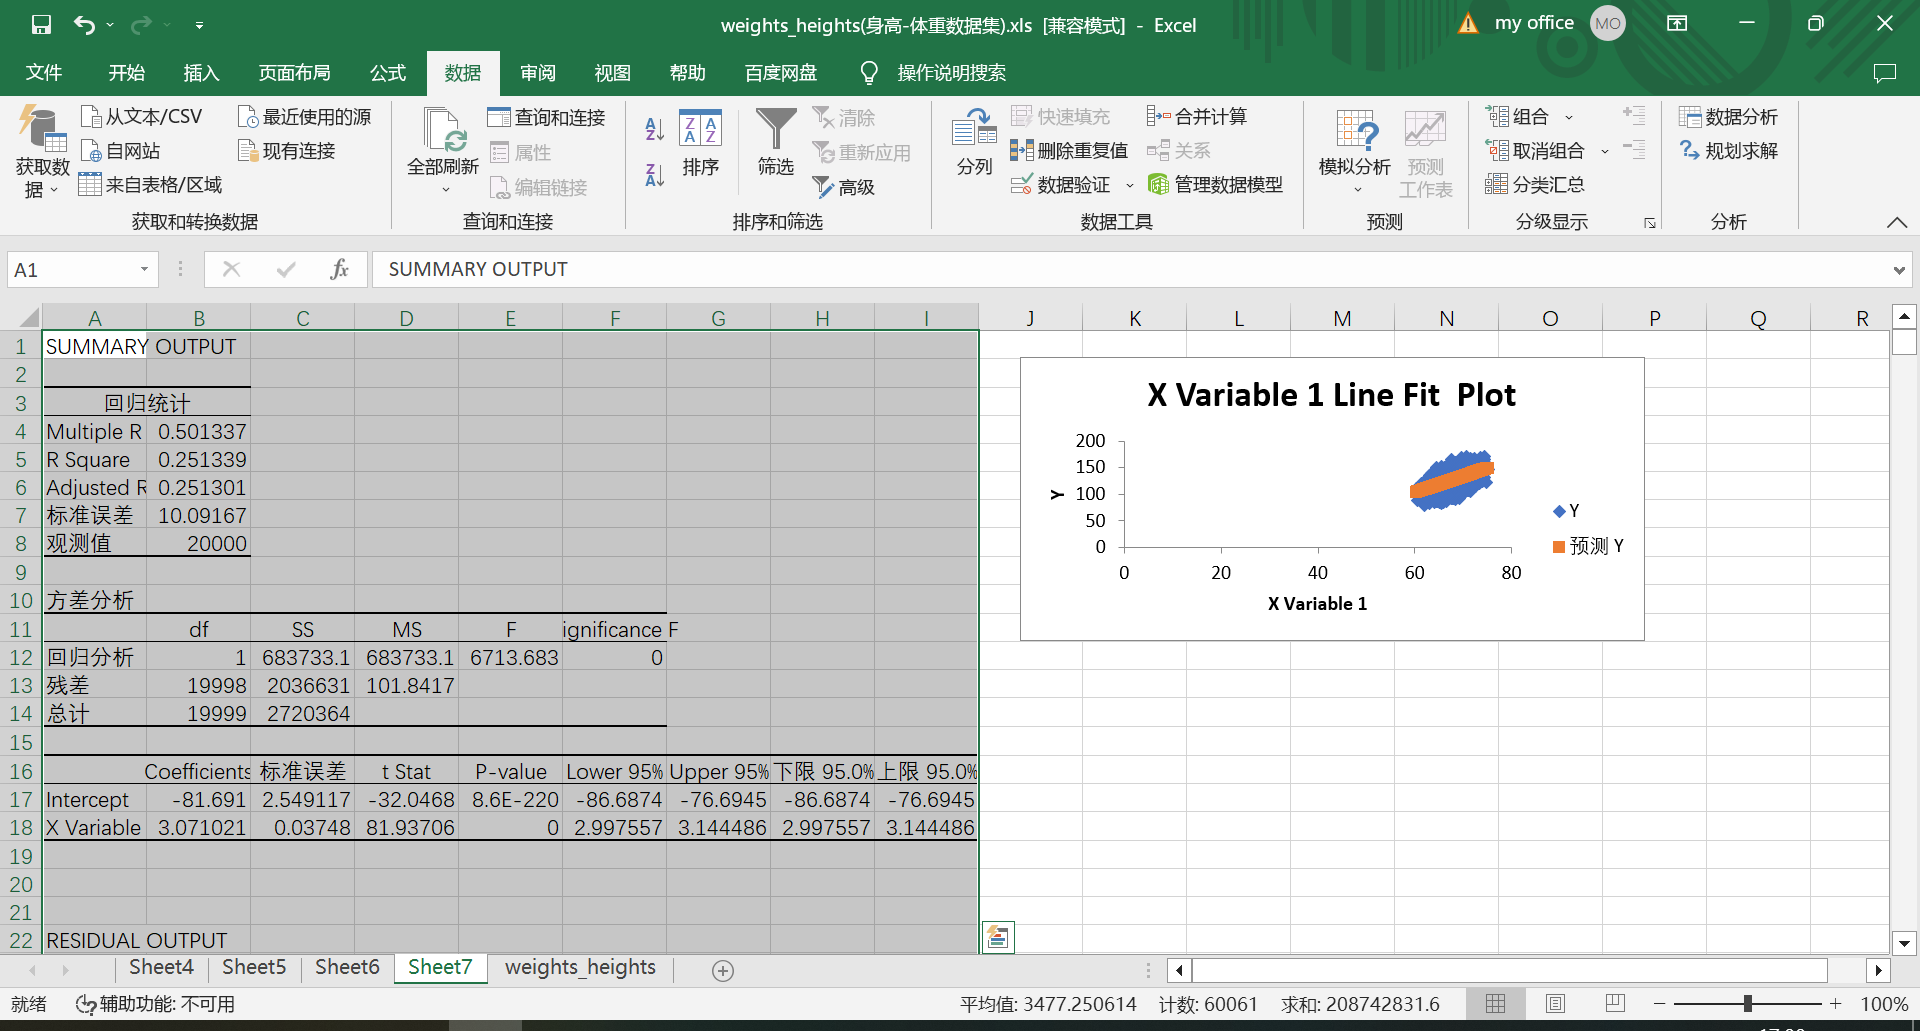 weights_heights(身高-体重数据集).xls [兼容模式] - Excel
my office MO
文件 开始 插入 页面布局 公式 数据 审阅 视图 帮助 百度网盘 操作说明搜索
获取数据 从文本/CSV 自网站 来自表格/区域 最近使用的源 现有连接
获取和转换数据
全部刷新 查询和连接 属性 编辑链接
查询和连接
排序 筛选 清除 重新应用 高级
排序和筛选
分列 快速填充 删除重复值 数据验证 合并计算 关系 管理数据模型
数据工具
模拟分析 预测工作表
预测
组合 取消组合 分类汇总
分级显示
数据分析 规划求解
分析
A1 fx SUMMARY OUTPUT
A B C D E F G H I J K L M N O P Q R
1 SUMMARY OUTPUT
2
3 回归统计
4 Multiple R 0.501337
5 R Square 0.251339
6 Adjusted R 0.251301
7 标准误差 10.09167
8 观测值 20000
9
10 方差分析
11 df SS MS F ignificance F
12 回归分析 1 683733.1 683733.1 6713.683 0
13 残差 19998 2036631 101.8417
14 总计 19999 2720364
15
16 Coefficients 标准误差 t Stat P-value Lower 95% Upper 95% 下限 95.0% 上限 95.0%
17 Intercept -81.691 2.549117 -32.0468 8.6E-220 -86.6874 -76.6945 -86.6874 -76.6945
18 X Variable 3.071021 0.03748 81.93706 0 2.997557 3.144486 2.997557 3.144486
19
20
21
22 RESIDUAL OUTPUT
X Variable 1 Line Fit Plot
200
150
100
50
0
Y
0 20 40 60 80
X Variable 1
Y
预测 Y
Sheet4 Sheet5 Sheet6 Sheet7 weights_heights
就绪 辅助功能: 不可用 平均值: 3477.250614 计数: 60061 求和: 208742831.6 100%